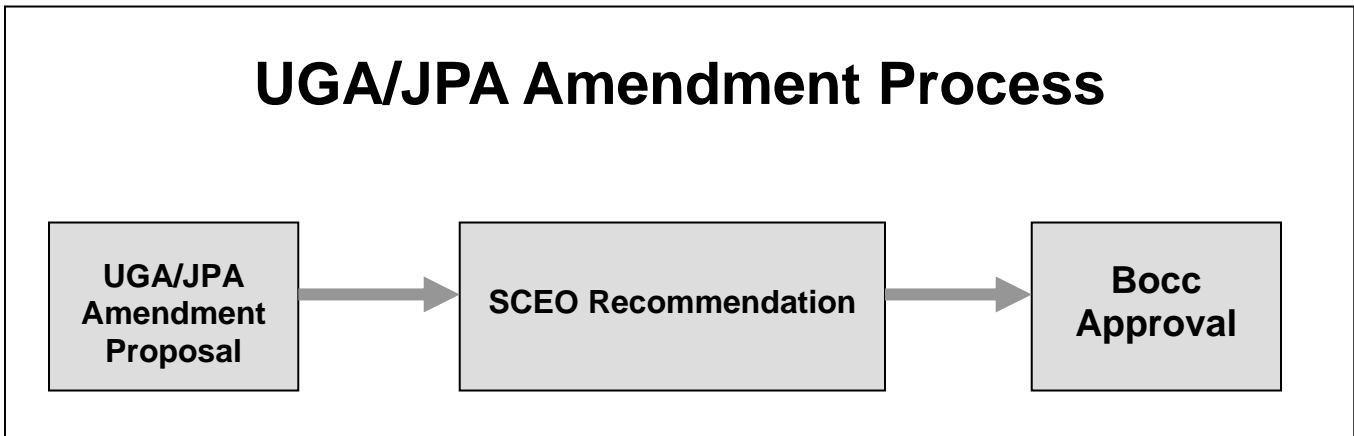 UGA/JPA Amendment Process
UGA/JPA
Amendment
Proposal
SCEO Recommendation
Bocc
Approval